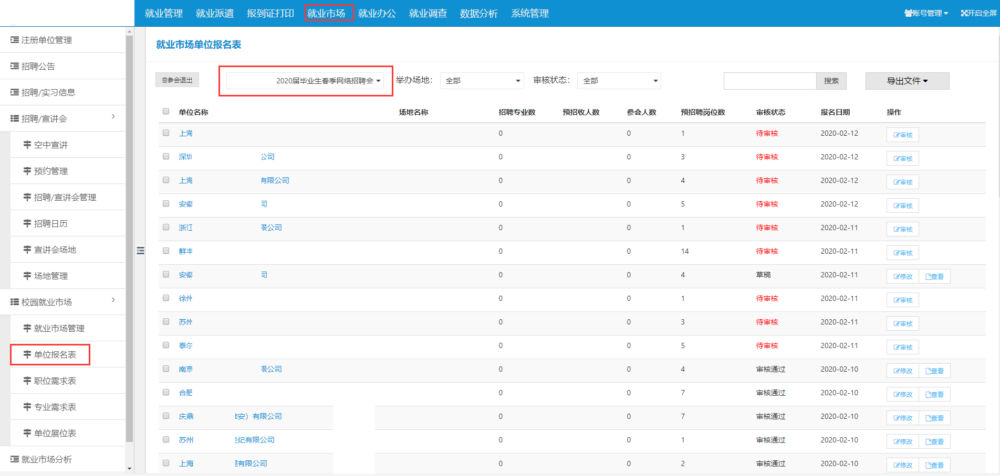 就业管理 就业派遣 报到证打印 就业市场 就业办公 就业调查 数据分析 系统管理 账号管理 开启全屏
注册单位管理
招聘公告
招聘/实习信息
招聘/宣讲会
空中宣讲
预约管理
招聘/宣讲会管理
招聘日历
宣讲会场地
场地管理
校园就业市场
就业市场管理
单位报名表
职位需求表
专业需求表
单位展位表
就业市场分析
就业市场单位报名表
参会退出 2020届毕业生春季网络招聘会 举办场地: 全部 审核状态: 全部 搜索 导出文件
单位名称 场地名称 招聘专业数 预招收人数 参会人数 预招聘岗位数 审核状态 报名日期 操作
上海 0 0 1 待审核 2020-02-12 审核
深圳 公司 0 0 3 待审核 2020-02-12 审核
上海 有限公司 0 0 4 待审核 2020-02-12 审核
安徽 司 0 0 5 待审核 2020-02-12 审核
浙江 限公司 0 0 1 待审核 2020-02-11 审核
鲜丰 0 0 14 待审核 2020-02-11 审核
安徽 司 0 0 4 草稿 2020-02-11 修改 查看
徐州 0 0 1 待审核 2020-02-11 审核
苏州 0 0 3 待审核 2020-02-11 审核
泰尔 0 0 5 待审核 2020-02-11 审核
南京 限公司 0 0 4 审核通过 2020-02-10 修改 查看
合肥 0 0 7 审核通过 2020-02-10 修改 查看
庆鼎 安）有限公司 0 0 7 审核通过 2020-02-10 修改 查看
苏州 纪有限公司 0 0 1 审核通过 2020-02-10 修改 查看
上海 有限公司 0 0 2 审核通过 2020-02-10 修改 查看